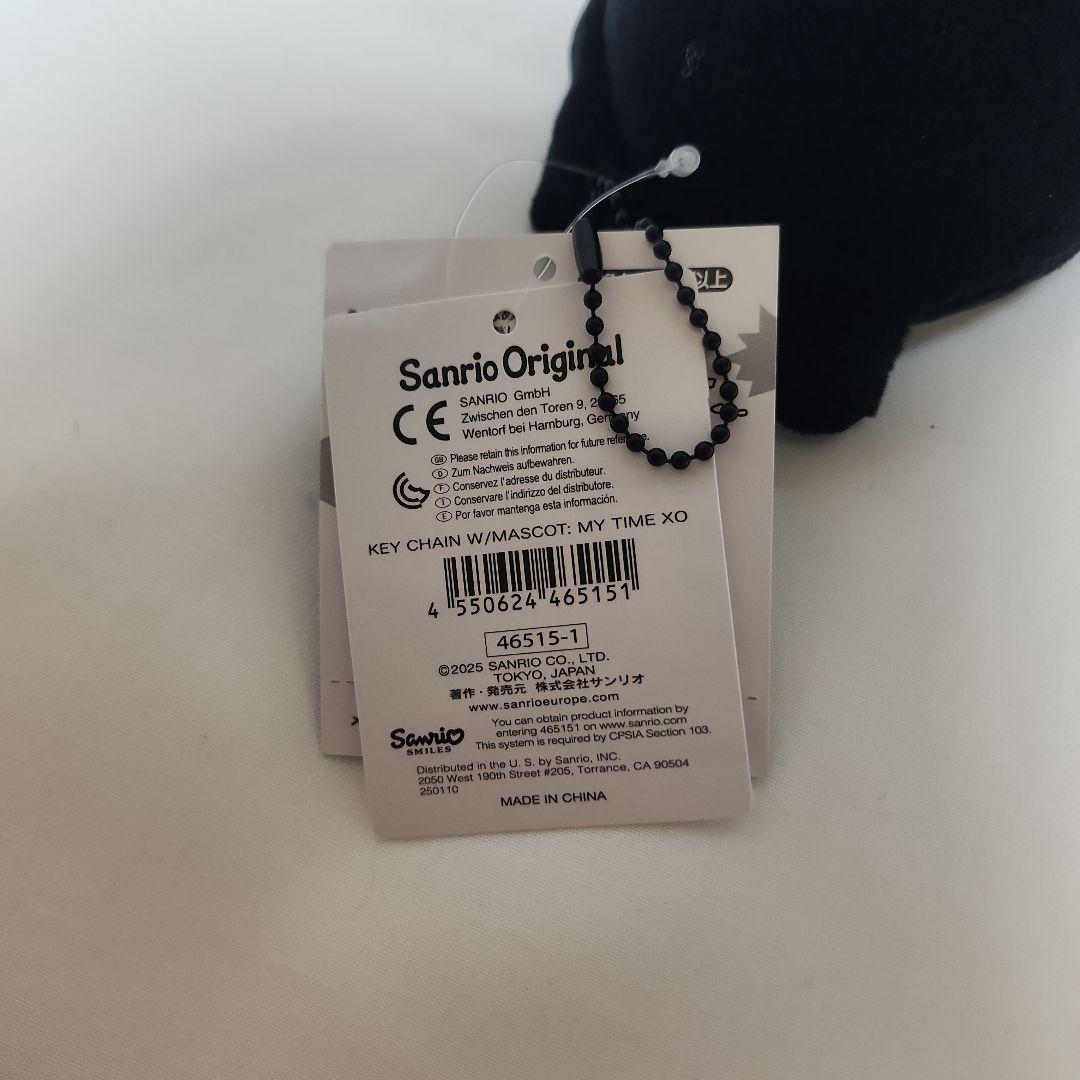 以上
Sanrio Original
CE
SANRIO GmbH
Zwischen den Toren 9, 65
Wentorf bei Hamburg, Germany
GB Please retain this information for future
D Zum Nachweis aufbewahren.
F Conservez l'adresse du distributeur.
I Conservare l'indirizzo del distributore.
E Por favor mantenga esta información.
KEY CHAIN W/MASCOT: MY TIME XO
4 550624 465151
46515-1
©2025 SANRIO CO., LTD.
TOKYO, JAPAN
著作・発売元 株式会社サンリオ
www.sanrioeurope.com
You can obtain product information by
entering 465151 on www.sanrio.com
This system is required by CPSIA Section 103.
Sanrio
SMILES
Distributed in the U. S. by Sanrio, INC.
2050 West 190th Street #205, Torrance, CA 90504
250110
MADE IN CHINA